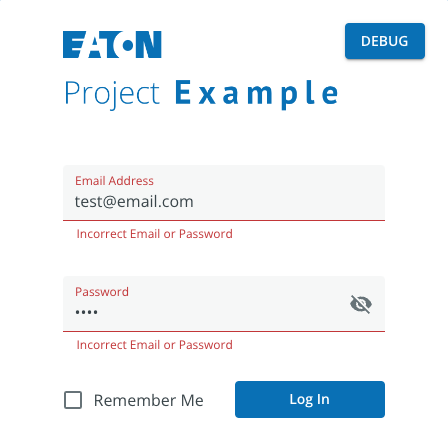 EATON
DEBUG
Project Example
Email Address
test@email.com
Incorrect Email or Password
Password
••••
Incorrect Email or Password
Remember Me
Log In